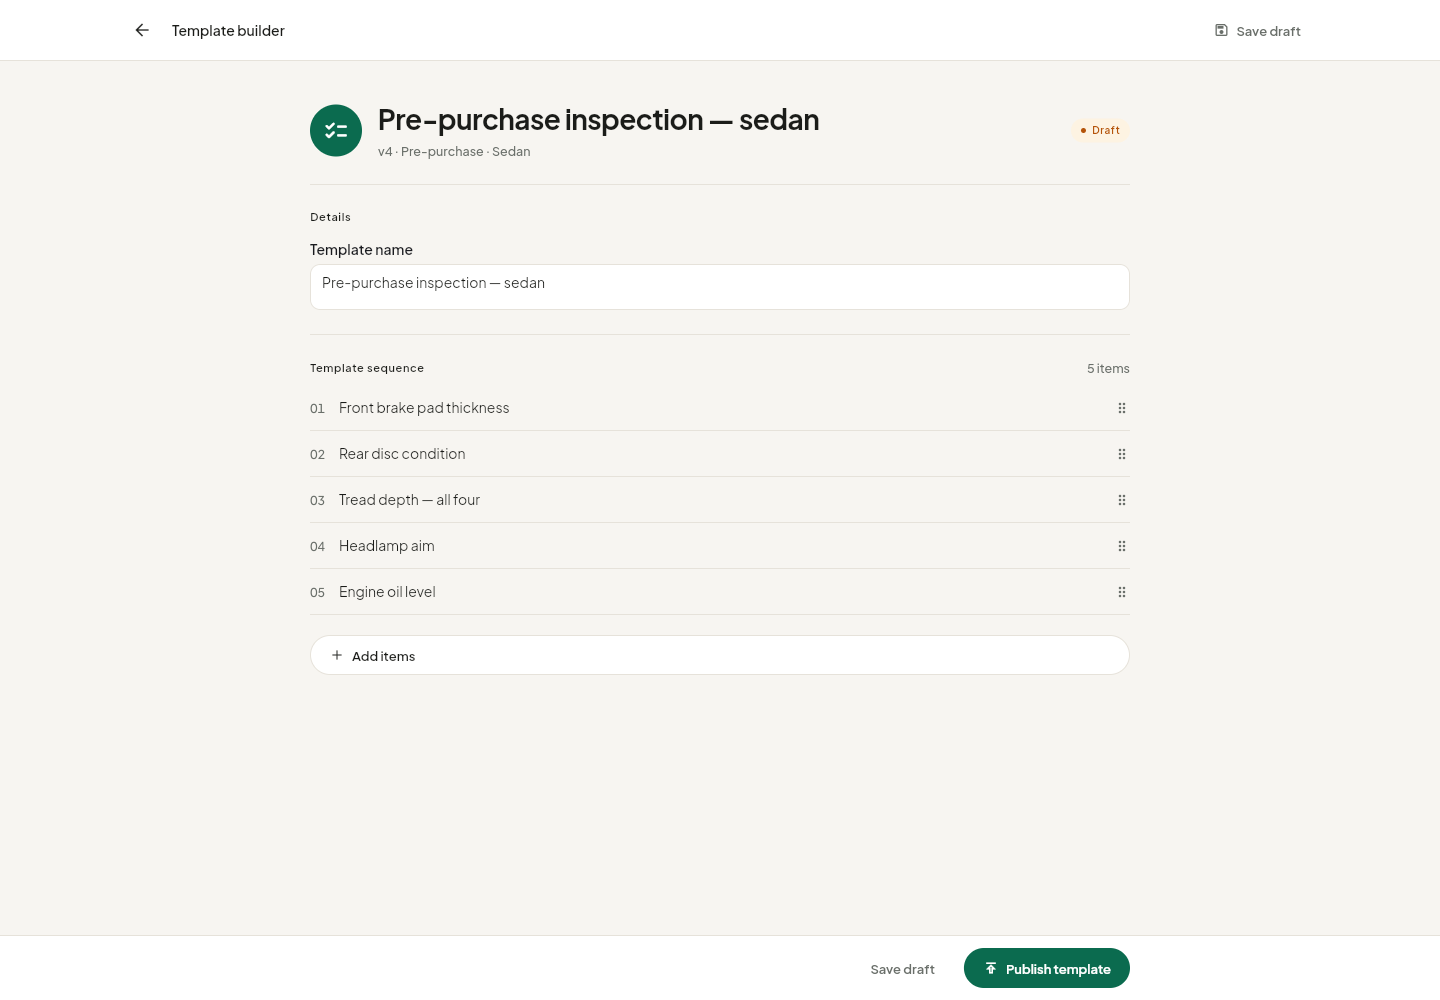 Template builder
Save draft
Pre-purchase inspection — sedan
v4 · Pre-purchase · Sedan
Draft
Details
Template name
Pre-purchase inspection — sedan
Template sequence
5 items
01 Front brake pad thickness
02 Rear disc condition
03 Tread depth — all four
04 Headlamp aim
05 Engine oil level
Add items
Save draft
Publish template